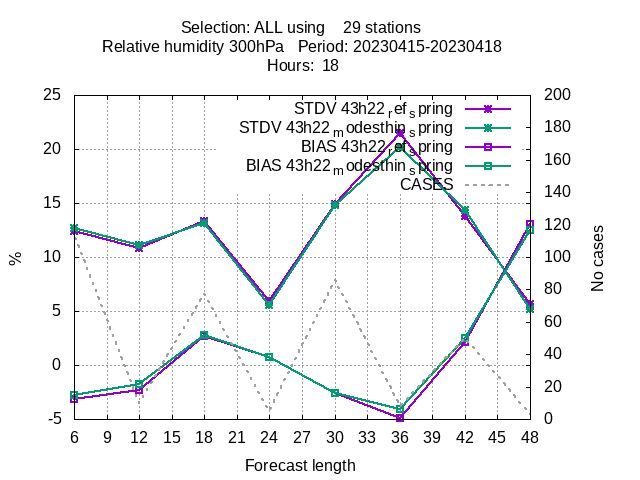 Selection: ALL using    29 stations
Relative humidity 300hPa   Period: 20230415-20230418
Hours:  18
STDV 43h22_ref_spring
STDV 43h22_modesthin_spring
BIAS 43h22_ref_spring
BIAS 43h22_modesthin_spring
CASES
25
20
15
10
5
0
-5
%
200
180
160
140
120
100
80
60
40
20
0
No cases
6 9 12 15 18 21 24 27 30 33 36 39 42 45 48
Forecast length